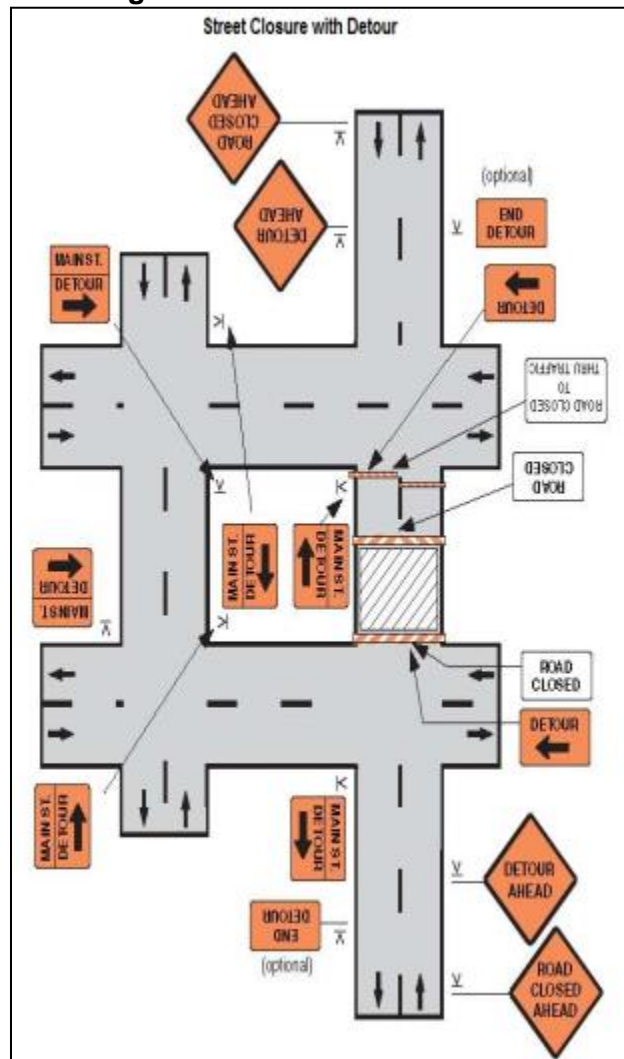 Street Closure with Detour
ROAD
CLOSED
AHEAD
DETOUR
AHEAD
(optional)
END
DETOUR
MAIN ST.
DETOUR
DETOUR
ROAD CLOSED
TO
THRU TRAFFIC
ROAD
CLOSED
MAIN ST.
DETOUR
MAIN ST.
DETOUR
MAIN ST.
DETOUR
ROAD
CLOSED
DETOUR
MAIN ST.
DETOUR
MAIN ST.
DETOUR
DETOUR
AHEAD
END
DETOUR
(optional)
ROAD
CLOSED
AHEAD